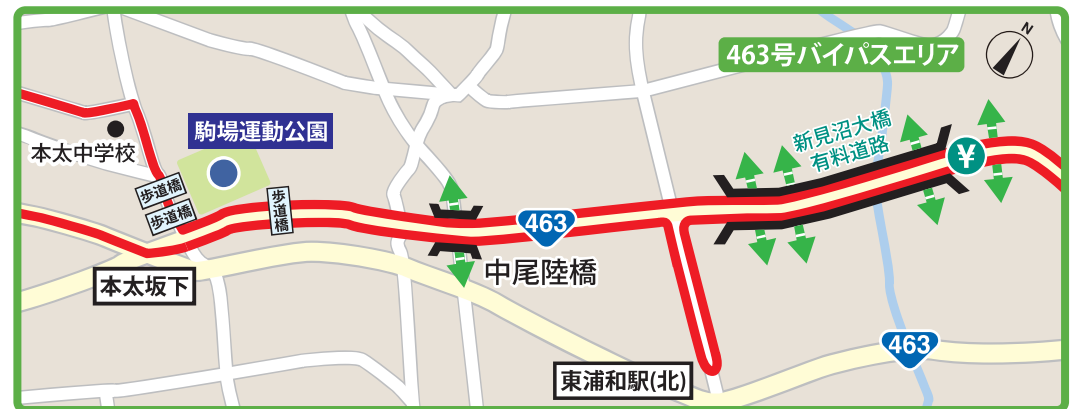 463号バイパスエリア
N
駒場運動公園
本太中学校
歩道橋
歩道橋
歩道橋
新見沼大橋
有料道路
¥
463
中尾陸橋
本太坂下
東浦和駅(北)
463